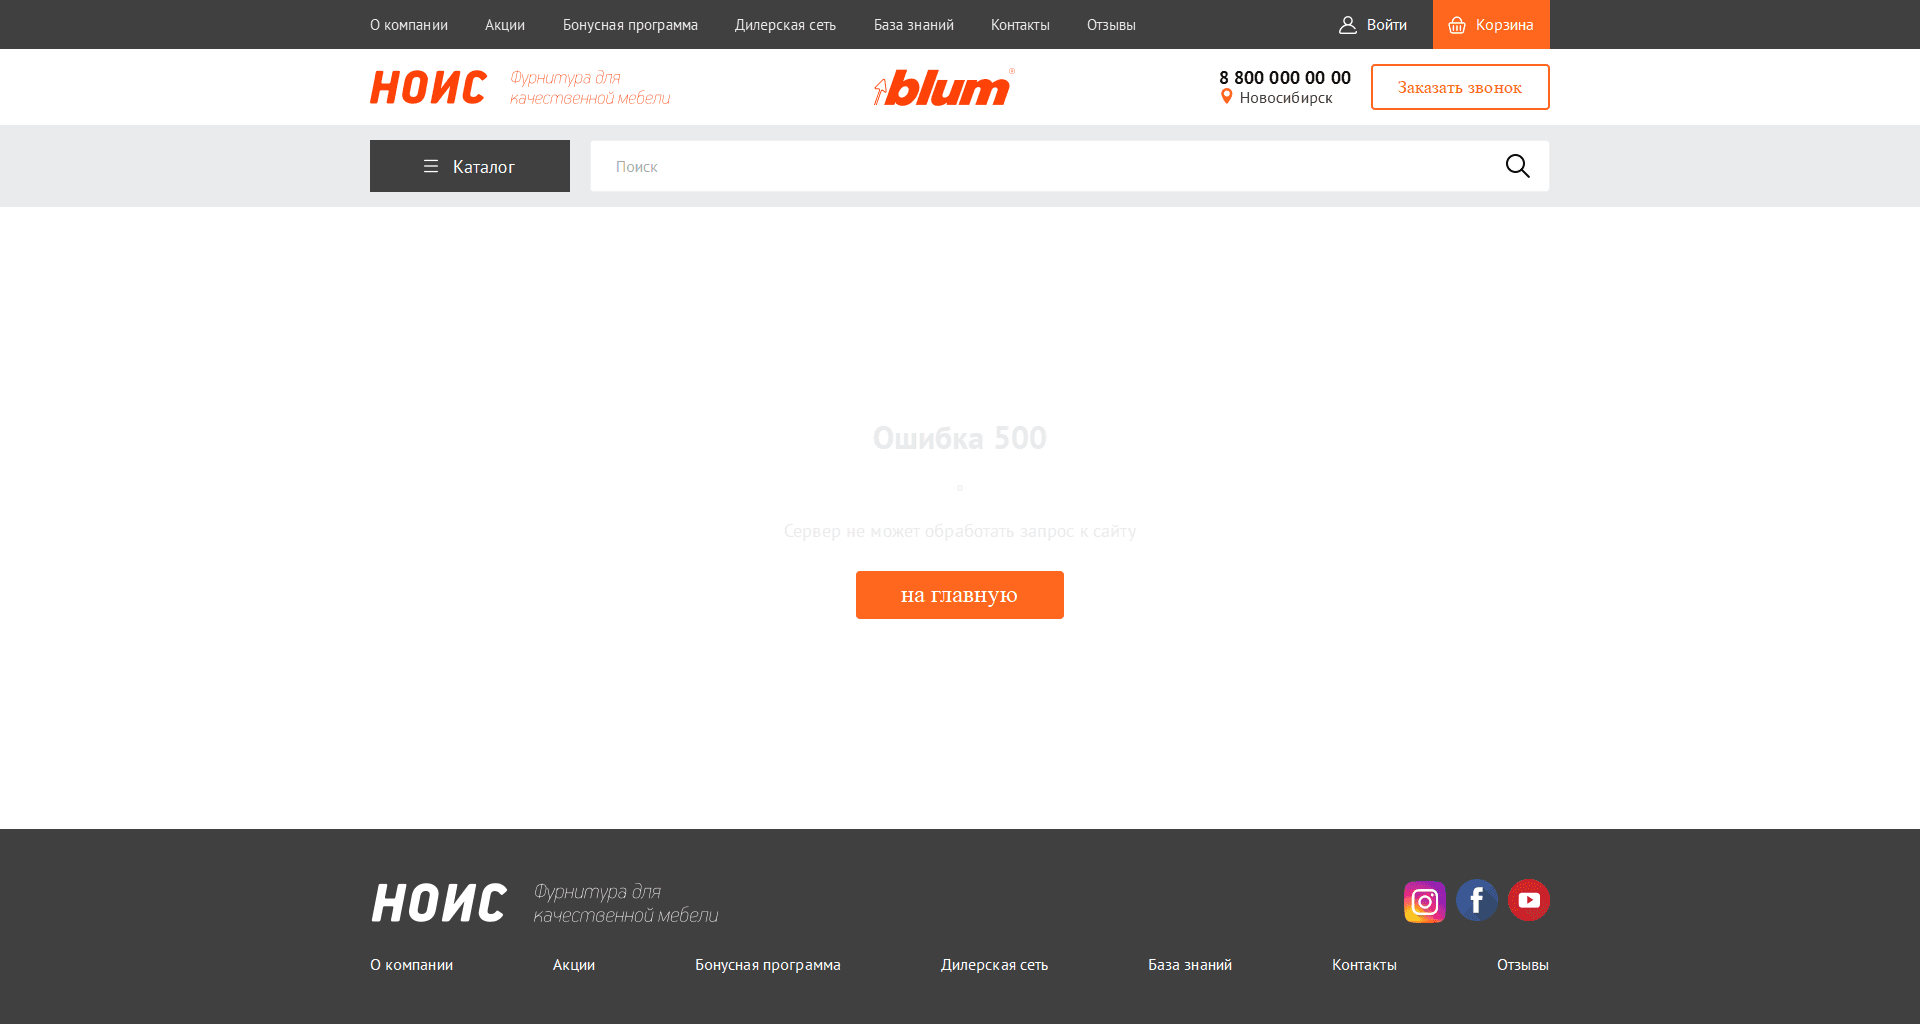 О компании
Акции
Бонусная программа
Дилерская сеть
База знаний
Контакты
Отзывы
Войти
Корзина
НОИС
Фурнитура для
качественной мебели
blum®
8 800 000 00 00
Новосибирск
Заказать звонок
Каталог
Поиск
Ошибка 500
Сервер не может обработать запрос к сайту
на главную
НОИС
Фурнитура для
качественной мебели
О компании
Акции
Бонусная программа
Дилерская сеть
База знаний
Контакты
Отзывы